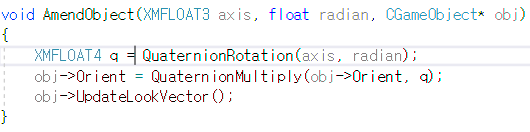 void AmendObject(XMFLOAT3 axis, float radian, CGameObject* obj)
{
XMFLOAT4 q = QuaternionRotation(axis, radian);
obj->Orient = QuaternionMultiply(obj->Orient, q);
obj->UpdateLookVector();
}